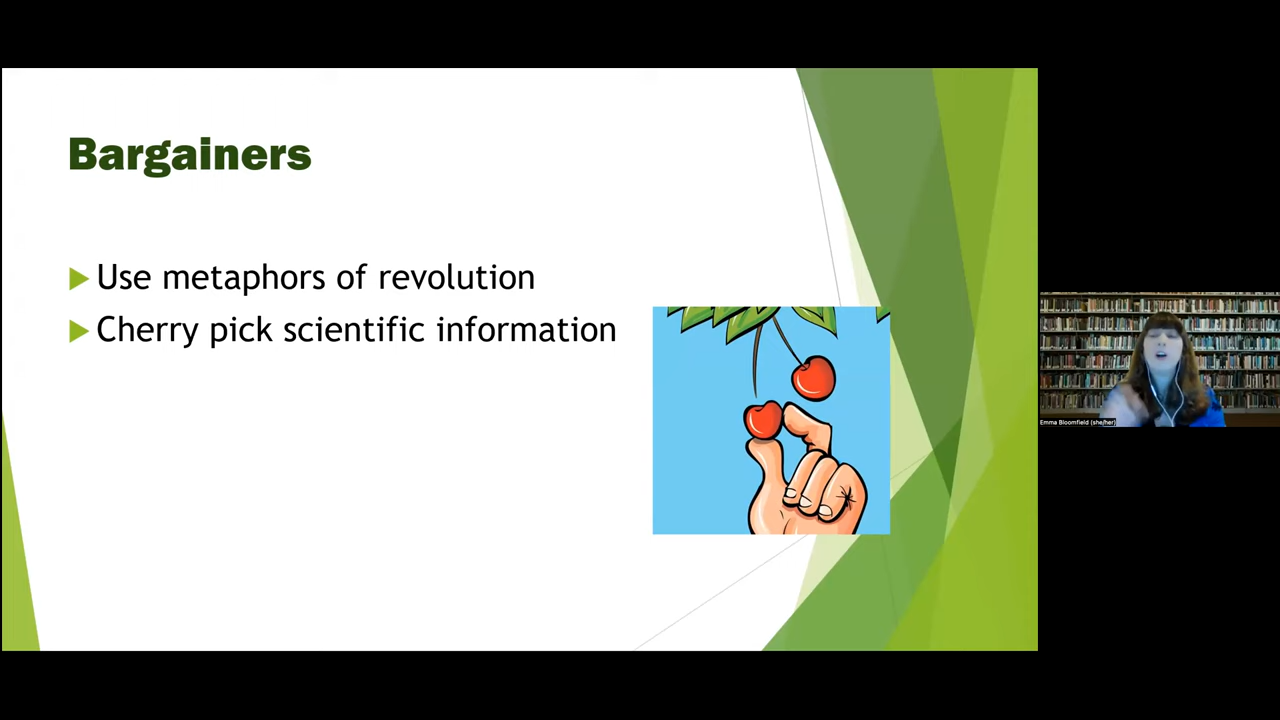 Bargainers
Use metaphors of revolution
Cherry pick scientific information
Emma Bloomfield (she/her)